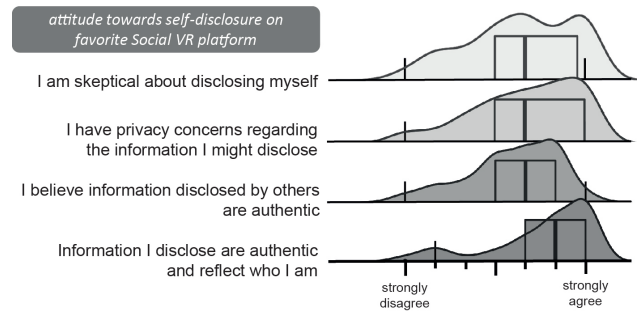 attitude towards self-disclosure on
favorite Social VR platform
I am skeptical about disclosing myself
I have privacy concerns regarding
the information I might disclose
I believe information disclosed by others
are authentic
Information I disclose are authentic
and reflect who I am
strongly
disagree
strongly
agree